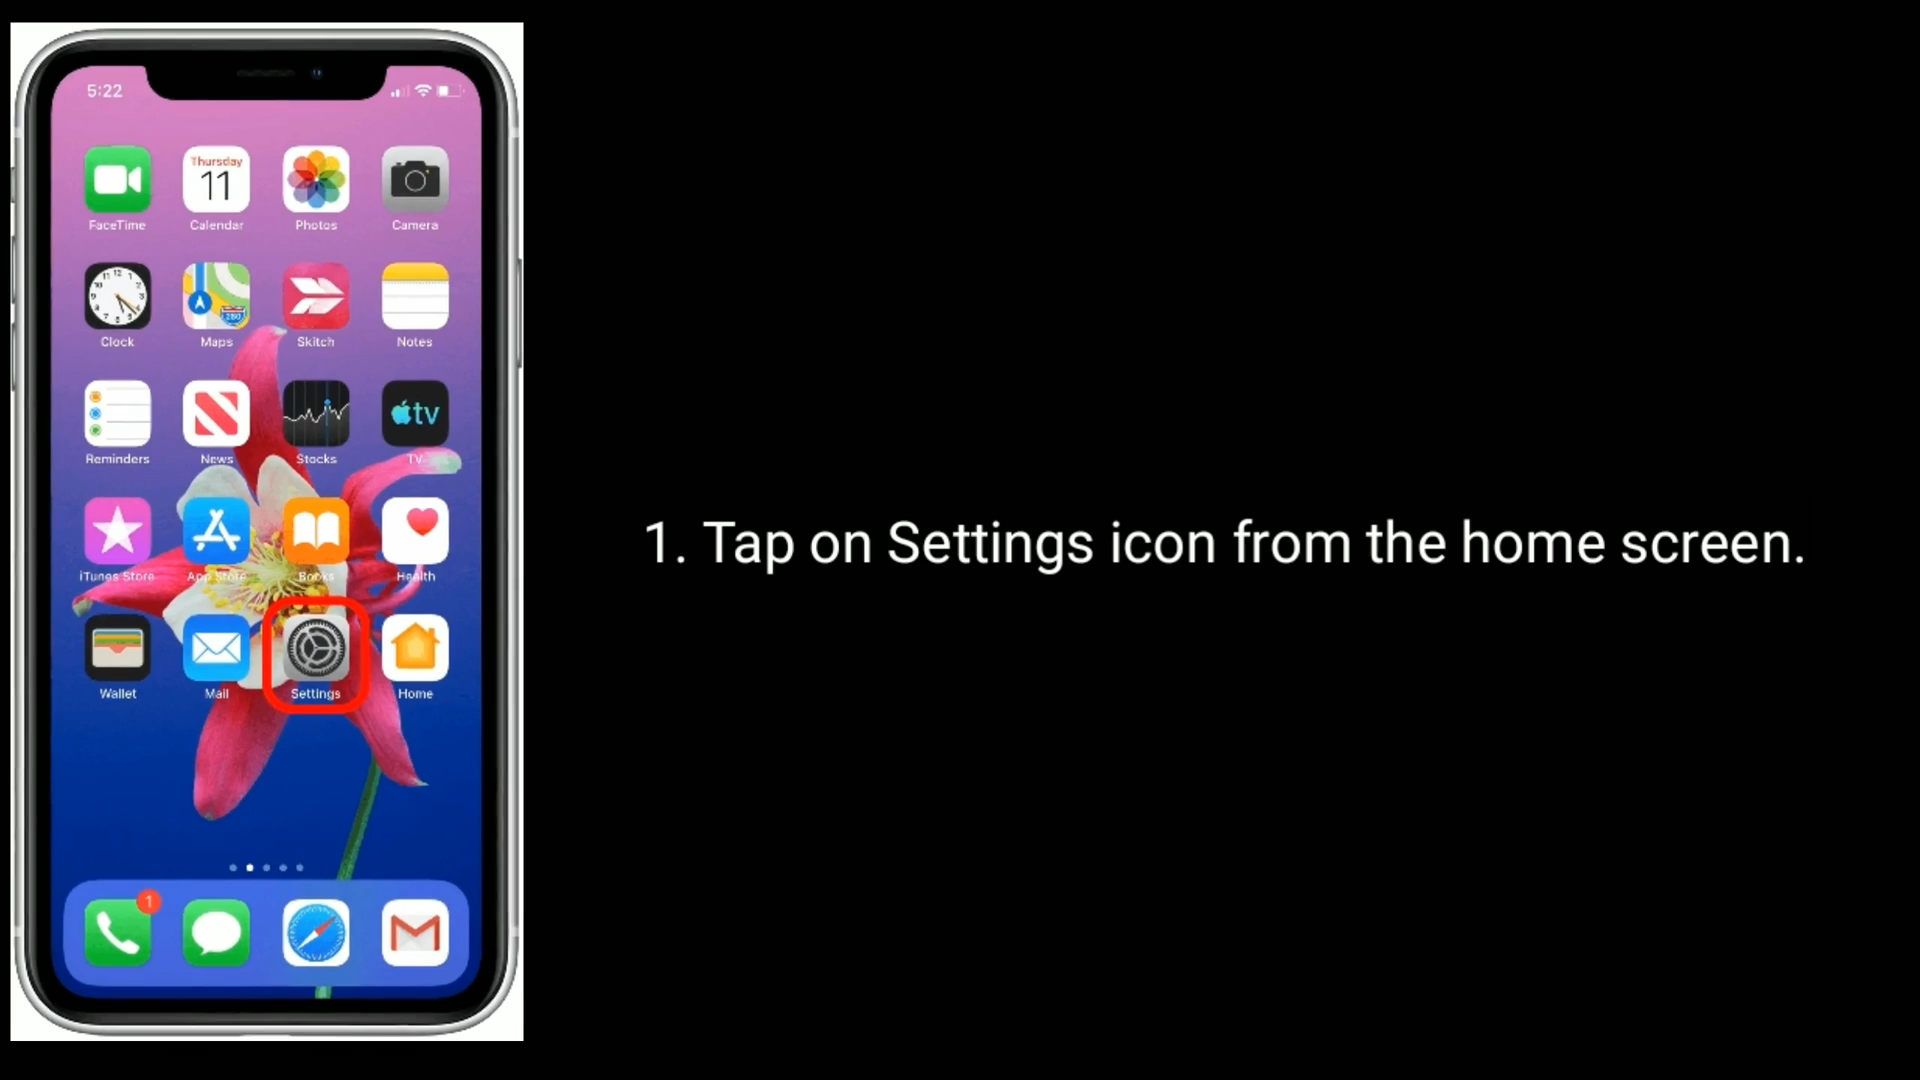 5:22
Thursday
11
FaceTime
Calendar
Photos
Camera
280
Clock
Maps
Skitch
Notes
tv
Reminders
News
Stocks
TV
iTunes Store
App Store
Books
Health
Wallet
Mail
Settings
Home
1
1. Tap on Settings icon from the home screen.